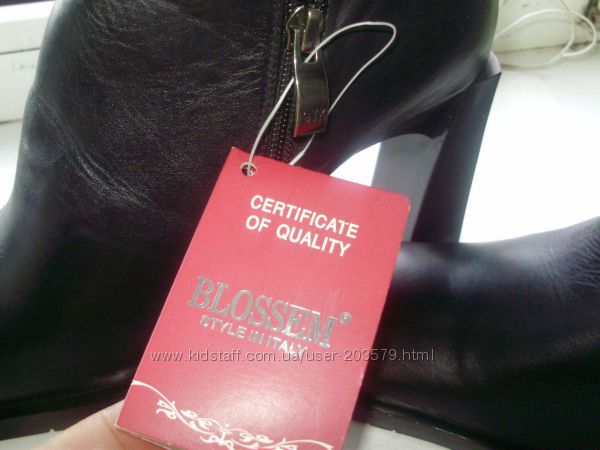 CERTIFICATE
OF QUALITY
BLOSSEM®
STYLE IN ITALY
www.kidstaff.com.ua/user-203579.html